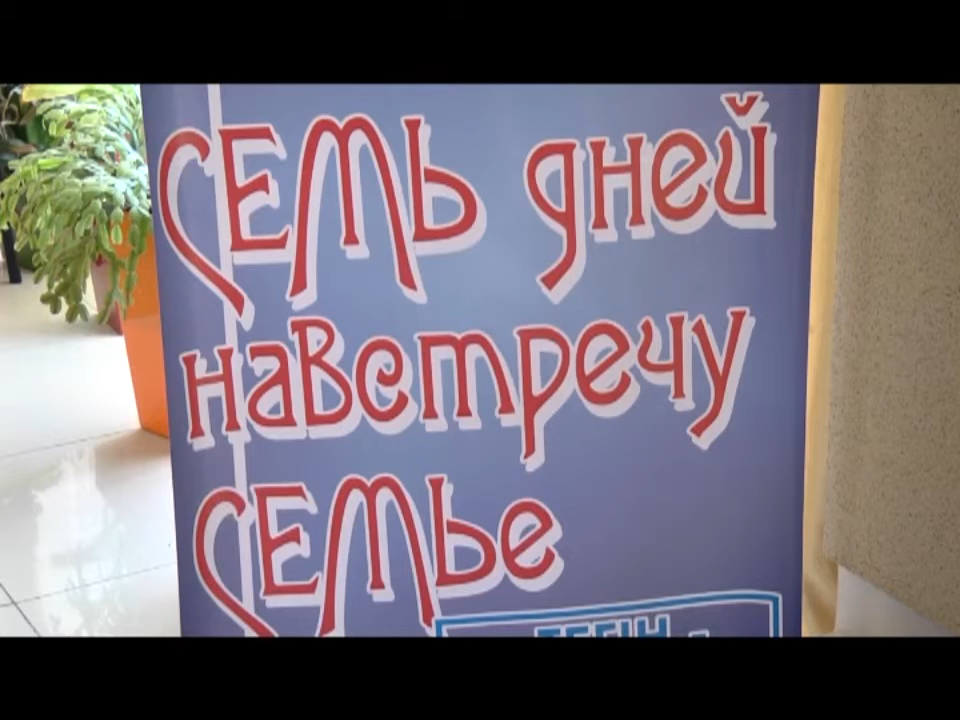 Семь дней
навстречу
семье